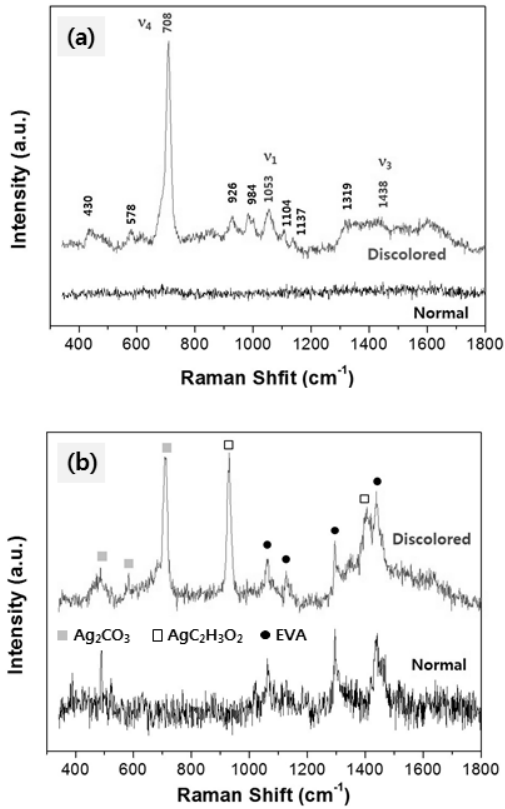 (a)
ν4
708
430
578
926
984
ν1
1053
1104
1137
1319
ν3
1438
Discolored
Normal
Intensity (a.u.)
400 600 800 1000 1200 1400 1600 1800
Raman Shfit (cm-1)
(b)
Discolored
Ag2CO3 AgC2H3O2 EVA
Normal
Intensity (a.u.)
400 600 800 1000 1200 1400 1600 1800
Raman Shift (cm-1)